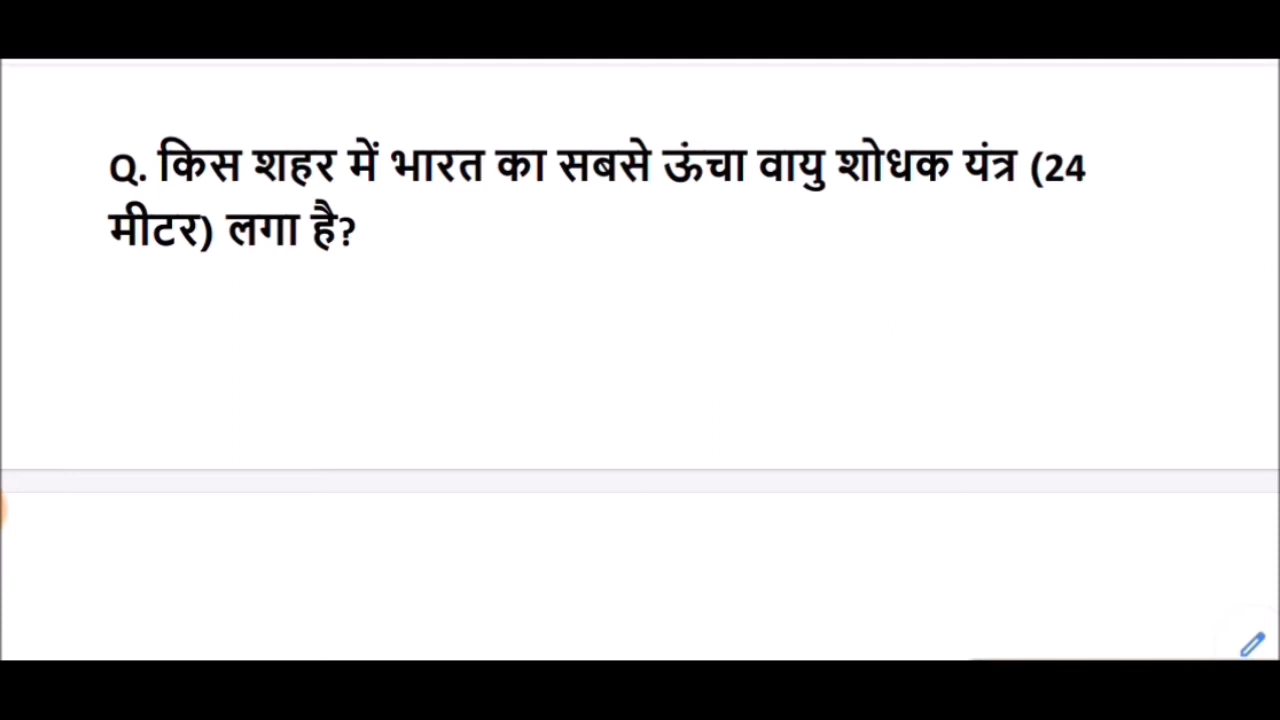 Q. किस शहर में भारत का सबसे ऊंचा वायु शोधक यंत्र (24
मीटर) लगा है?